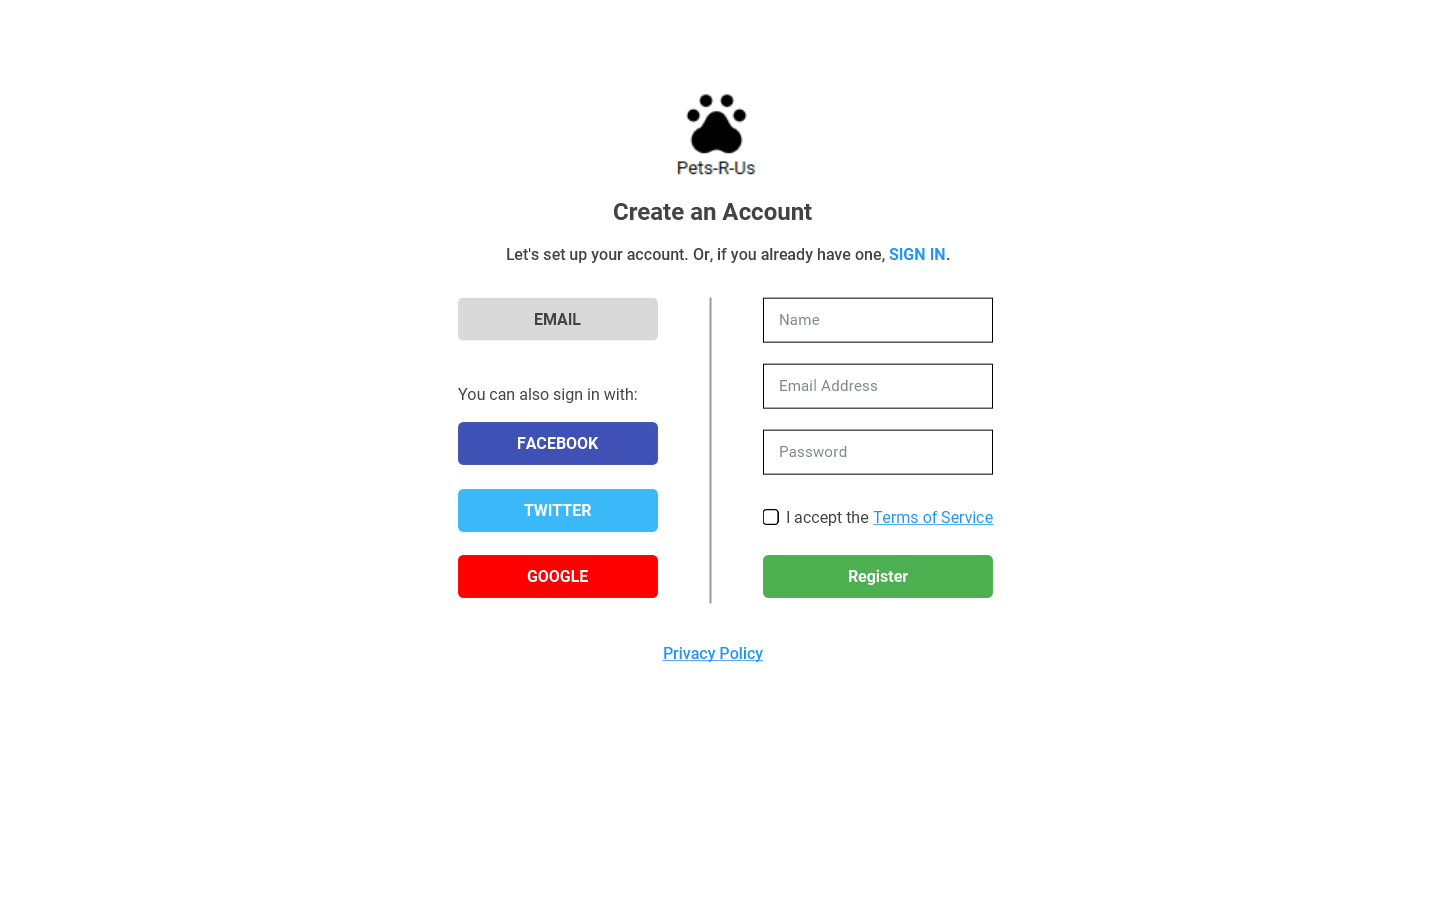 Pets-R-Us
Create an Account
Let's set up your account. Or, if you already have one, SIGN IN.
EMAIL
You can also sign in with:
FACEBOOK
TWITTER
GOOGLE
Name
Email Address
Password
I accept the Terms of Service
Register
Privacy Policy